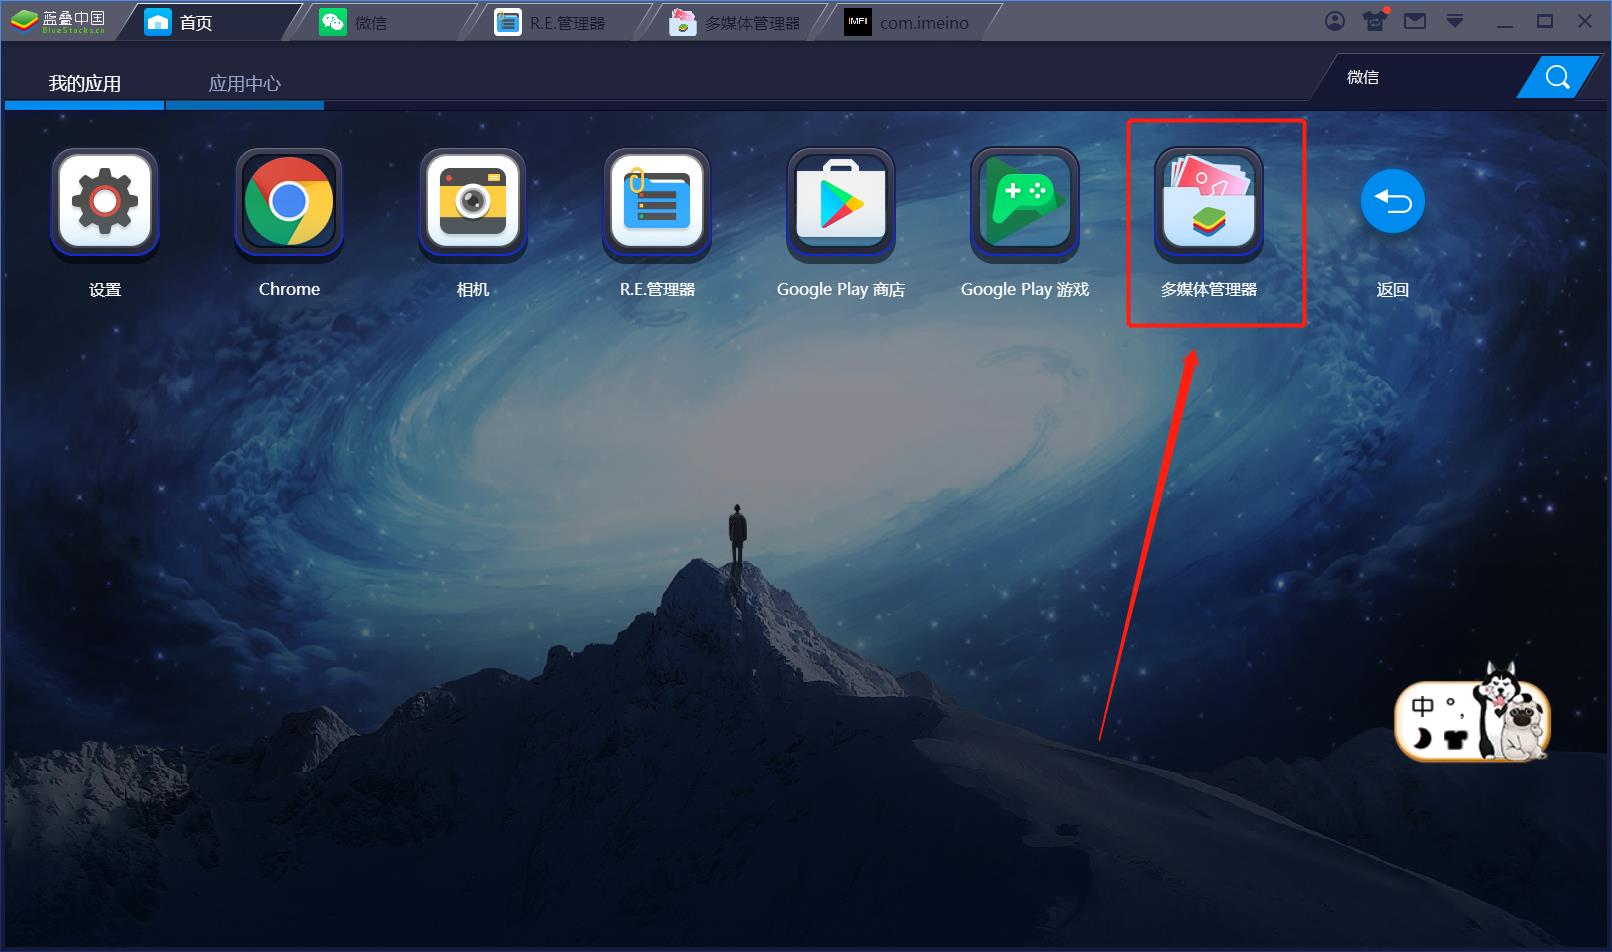 蓝叠中国
BlueStacks.cn
首页
微信
R.E.管理器
多媒体管理器
IMEI
com.imeino
我的应用
应用中心
微信
设置
Chrome
相机
R.E.管理器
Google Play 商店
Google Play 游戏
多媒体管理器
返回
中 °,